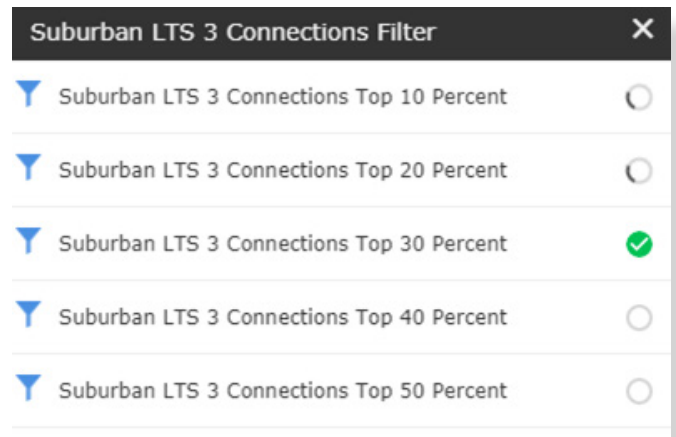 Suburban LTS 3 Connections Filter
Suburban LTS 3 Connections Top 10 Percent
Suburban LTS 3 Connections Top 20 Percent
Suburban LTS 3 Connections Top 30 Percent
Suburban LTS 3 Connections Top 40 Percent
Suburban LTS 3 Connections Top 50 Percent